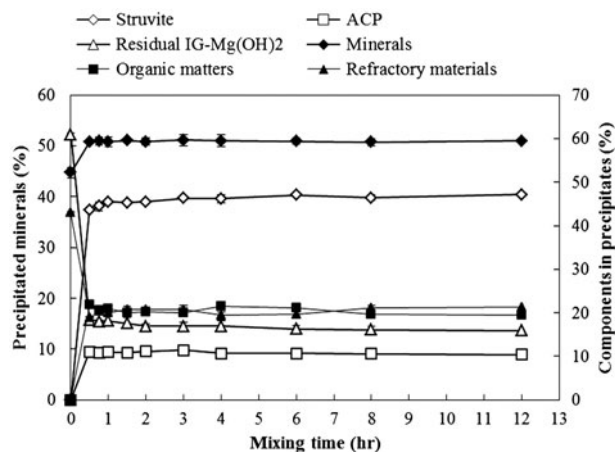 Struvite ACP
Residual IG-Mg(OH)2 Minerals
Organic matters Refractory materials
60 70
50 60
40 50
30 40
20 30
10 20
0 10
0
0 1 2 3 4 5 6 7 8 9 10 11 12 13
Precipitated minerals (%)
Components in precipitates (%)
Mixing time (hr)